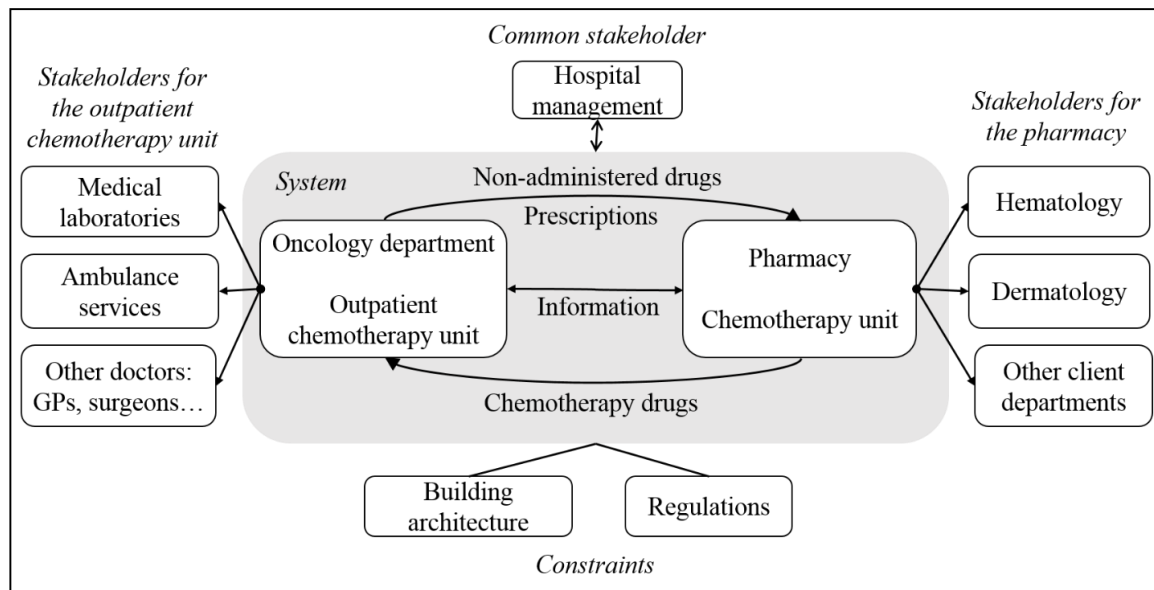 Common stakeholder
Hospital
management
Stakeholders for
the outpatient
chemotherapy unit
Stakeholders for
the pharmacy
System
Non-administered drugs
Prescriptions
Medical
laboratories
Ambulance
services
Other doctors:
GPs, surgeons…
Oncology department
Outpatient
chemotherapy unit
Information
Pharmacy
Chemotherapy unit
Hematology
Dermatology
Other client
departments
Chemotherapy drugs
Building
architecture
Regulations
Constraints